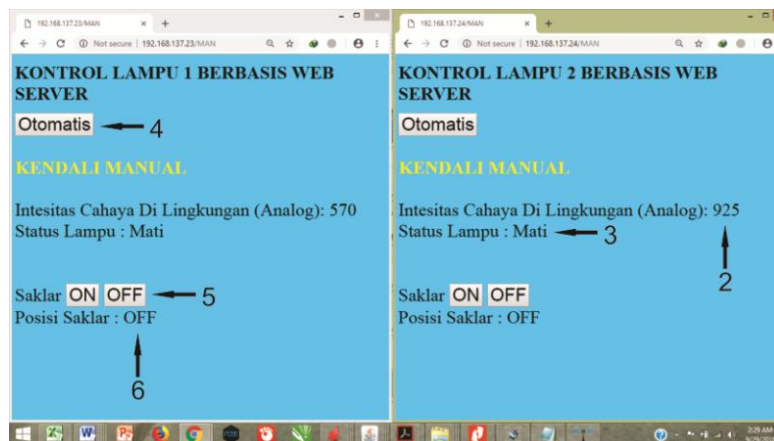 192.168.137.23/MAN
Not secure | 192.168.137.23/MAN
KONTROL LAMPU 1 BERBASIS WEB
SERVER
Otomatis
4
KENDALI MANUAL
Intesitas Cahaya Di Lingkungan (Analog): 570
Status Lampu : Mati
Saklar ON OFF
5
Posisi Saklar : OFF
6
192.168.137.24/MAN
Not secure | 192.168.137.24/MAN
KONTROL LAMPU 2 BERBASIS WEB
SERVER
Otomatis
KENDALI MANUAL
Intesitas Cahaya Di Lingkungan (Analog): 925
Status Lampu : Mati
3
2
Saklar ON OFF
Posisi Saklar : OFF
2:29 AM